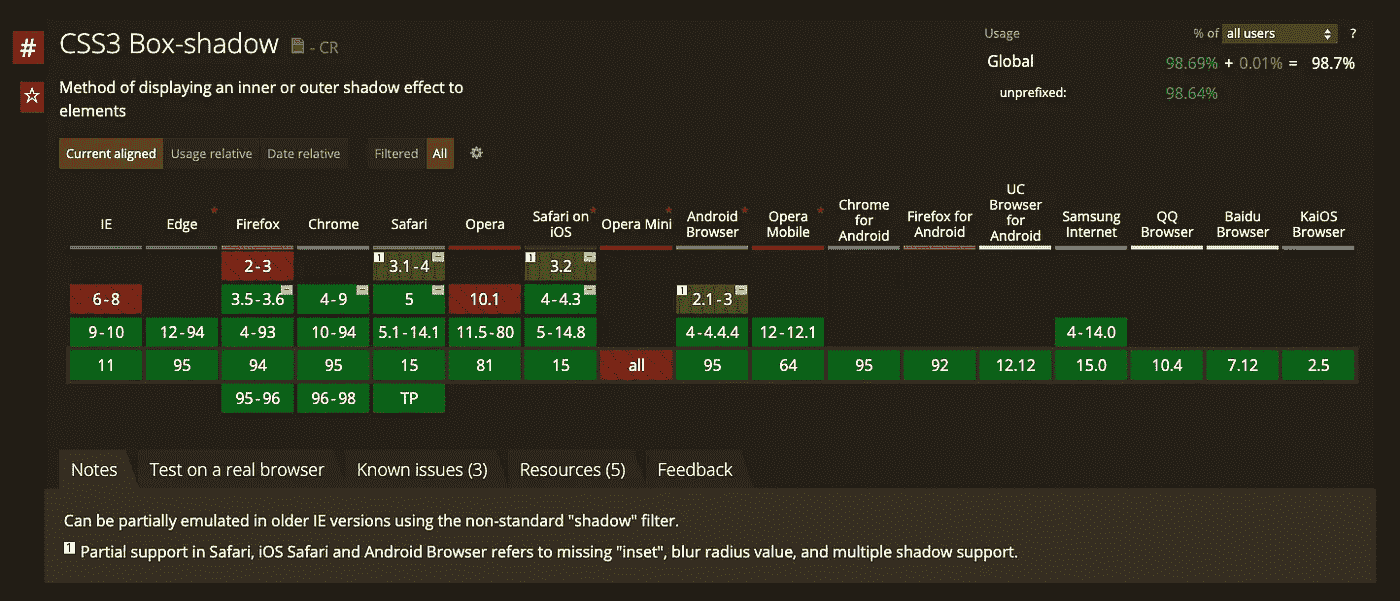 # CSS3 Box-shadow - CR
Usage % of all users ?
Global 98.69% + 0.01% = 98.7%
unprefixed: 98.64%
Method of displaying an inner or outer shadow effect to
elements
Current aligned Usage relative Date relative Filtered All
IE Edge * Firefox Chrome Safari Opera Safari on iOS * Opera Mini * Android Browser * Opera Mobile * Chrome for Android Firefox for Android UC Browser for Android Samsung Internet QQ Browser Baidu Browser KaiOS Browser
2-3 1 3.1-4 - 1 3.2 -
6-8 3.5-3.6 - 4-9 - 5 - 10.1 4-4.3 - 1 2.1-3 -
9-10 12-94 4-93 10-94 5.1-14.1 11.5-80 5-14.8 4-4.4.4 12-12.1 4-14.0
11 95 94 95 15 81 15 all 95 64 95 92 12.12 15.0 10.4 7.12 2.5
95-96 96-98 TP
Notes Test on a real browser Known issues (3) Resources (5) Feedback
Can be partially emulated in older IE versions using the non-standard "shadow" filter.
1 Partial support in Safari, iOS Safari and Android Browser refers to missing "inset", blur radius value, and multiple shadow support.